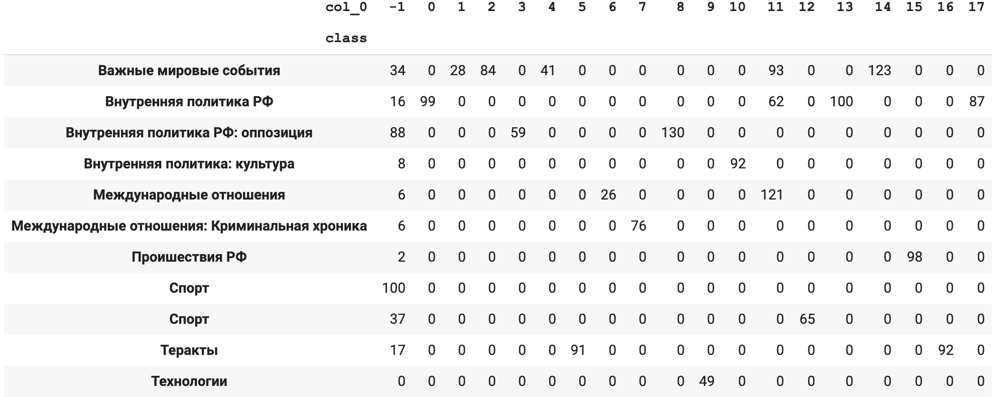 col_0 -1 0 1 2 3 4 5 6 7 8 9 10 11 12 13 14 15 16 17
class
Важные мировые события 34 0 28 84 0 41 0 0 0 0 0 0 93 0 0 123 0 0 0
Внутренняя политика РФ 16 99 0 0 0 0 0 0 0 0 0 0 62 0 100 0 0 0 87
Внутренняя политика РФ: оппозиция 88 0 0 0 59 0 0 0 0 130 0 0 0 0 0 0 0 0 0
Внутренняя политика: культура 8 0 0 0 0 0 0 0 0 0 0 92 0 0 0 0 0 0 0
Международные отношения 6 0 0 0 0 0 0 26 0 0 0 0 121 0 0 0 0 0 0
Международные отношения: Криминальная хроника 6 0 0 0 0 0 0 0 76 0 0 0 0 0 0 0 0 0 0
Проишествия РФ 2 0 0 0 0 0 0 0 0 0 0 0 0 0 0 0 98 0 0
Спорт 100 0 0 0 0 0 0 0 0 0 0 0 0 0 0 0 0 0 0
Спорт 37 0 0 0 0 0 0 0 0 0 0 0 0 65 0 0 0 0 0
Теракты 17 0 0 0 0 0 91 0 0 0 0 0 0 0 0 0 0 92 0
Технологии 0 0 0 0 0 0 0 0 0 0 49 0 0 0 0 0 0 0 0